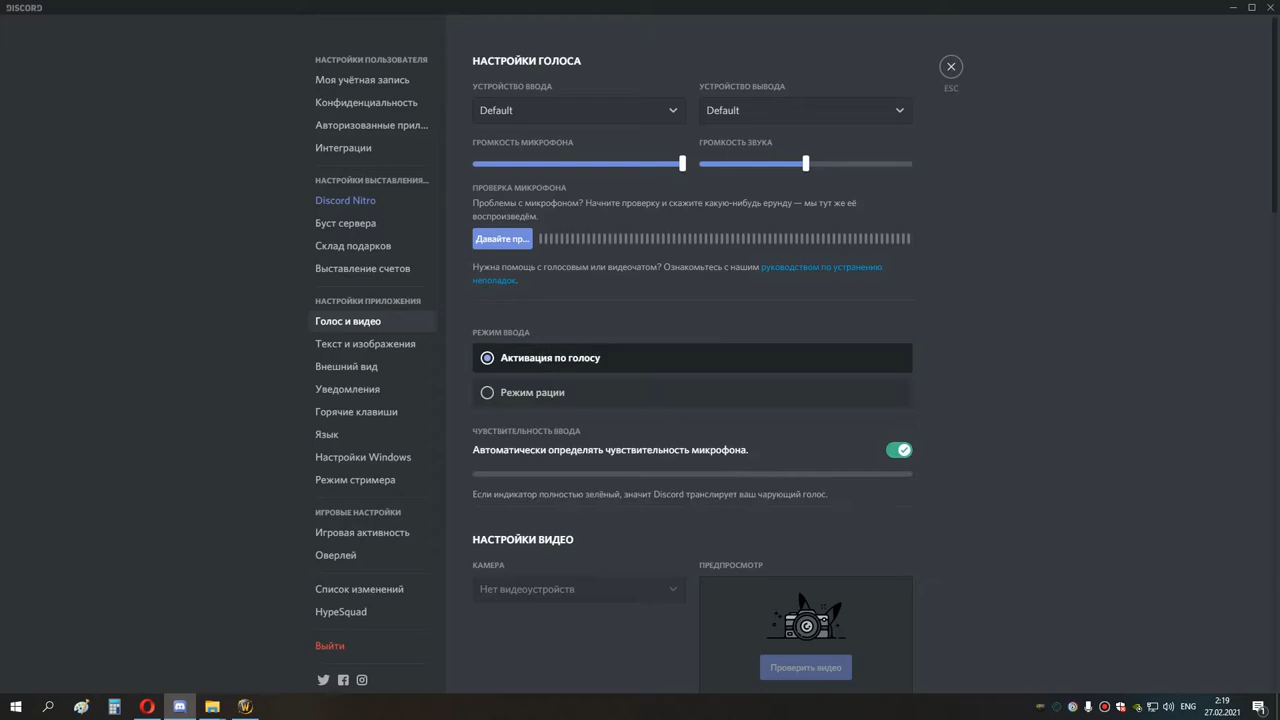 DISCORD
НАСТРОЙКИ ПОЛЬЗОВАТЕЛЯ
Моя учётная запись
Конфиденциальность
Авторизованные прил...
Интеграции
НАСТРОЙКИ ВЫСТАВЛЕНИЯ...
Discord Nitro
Буст сервера
Склад подарков
Выставление счетов
НАСТРОЙКИ ПРИЛОЖЕНИЯ
Голос и видео
Текст и изображения
Внешний вид
Уведомления
Горячие клавиши
Язык
Настройки Windows
Режим стримера
ИГРОВЫЕ НАСТРОЙКИ
Игровая активность
Оверлей
Список изменений
HypeSquad
Выйти
НАСТРОЙКИ ГОЛОСА
ESC
УСТРОЙСТВО ВВОДА
УСТРОЙСТВО ВЫВОДА
Default
Default
ГРОМКОСТЬ МИКРОФОНА
ГРОМКОСТЬ ЗВУКА
ПРОВЕРКА МИКРОФОНА
Проблемы с микрофоном? Начните проверку и скажите какую-нибудь ерунду — мы тут же её
воспроизведём.
Давайте пр...
Нужна помощь с голосовым или видеочатом? Ознакомьтесь с нашим руководством по устранению
неполадок.
РЕЖИМ ВВОДА
Активация по голосу
Режим рации
ЧУВСТВИТЕЛЬНОСТЬ ВВОДА
Автоматически определять чувствительность микрофона.
Если индикатор полностью зелёный, значит Discord транслирует ваш чарующий голос.
НАСТРОЙКИ ВИДЕО
КАМЕРА
ПРЕДПРОСМОТР
Нет видеоустройств
Проверить видео
ENG
2:19
27.02.2021